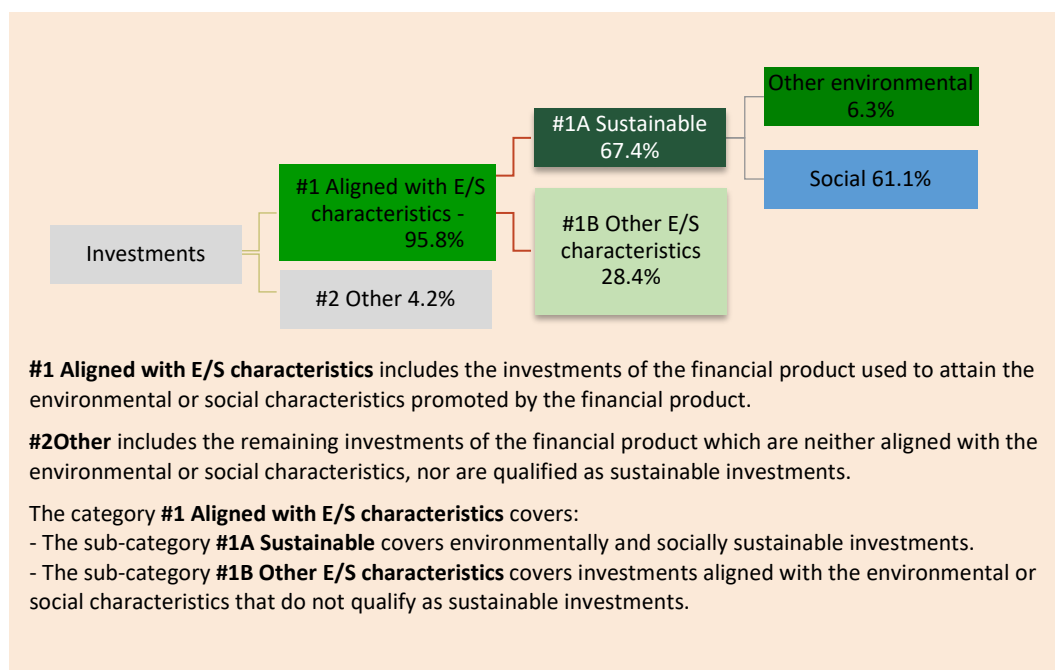 Other environmental
6.3%
#1A Sustainable
67.4%
Social 61.1%
#1 Aligned with E/S
characteristics -
95.8%
#1B Other E/S
characteristics
28.4%
Investments
#2 Other 4.2%
#1 Aligned with E/S characteristics includes the investments of the financial product used to attain the
environmental or social characteristics promoted by the financial product.
#2Other includes the remaining investments of the financial product which are neither aligned with the
environmental or social characteristics, nor are qualified as sustainable investments.
The category #1 Aligned with E/S characteristics covers:
- The sub-category #1A Sustainable covers environmentally and socially sustainable investments.
- The sub-category #1B Other E/S characteristics covers investments aligned with the environmental or
social characteristics that do not qualify as sustainable investments.